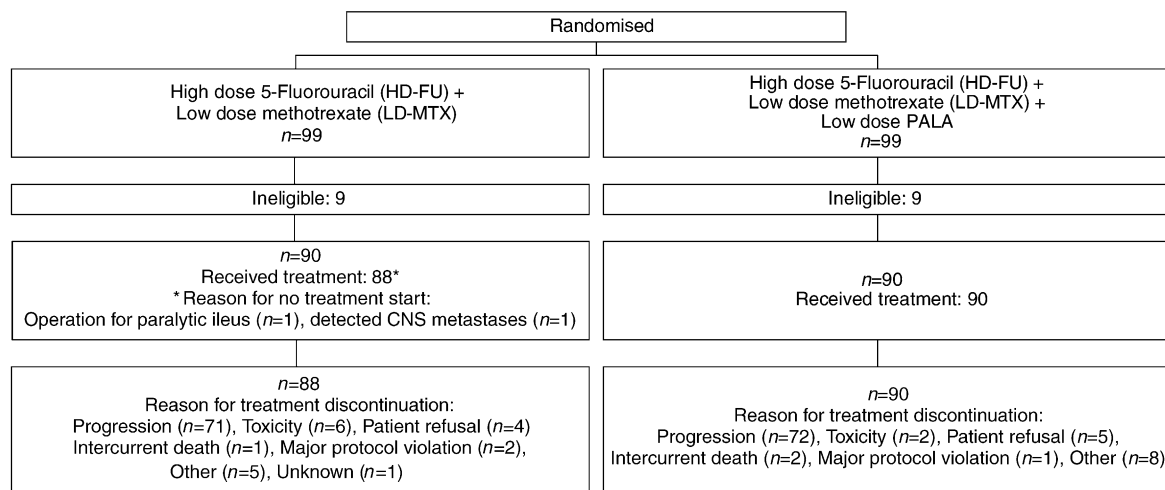 Randomised
High dose 5-Fluorouracil (HD-FU) +
Low dose methotrexate (LD-MTX)
n=99
High dose 5-Fluorouracil (HD-FU) +
Low dose methotrexate (LD-MTX) +
Low dose PALA
n=99
Ineligible: 9
Ineligible: 9
n=90
Received treatment: 88*
*Reason for no treatment start:
Operation for paralytic ileus (n=1), detected CNS metastases (n=1)
n=90
Received treatment: 90
n=88
Reason for treatment discontinuation:
Progression (n=71), Toxicity (n=6), Patient refusal (n=4)
Intercurrent death (n=1), Major protocol violation (n=2),
Other (n=5), Unknown (n=1)
n=90
Reason for treatment discontinuation:
Progression (n=72), Toxicity (n=2), Patient refusal (n=5),
Intercurrent death (n=2), Major protocol violation (n=1), Other (n=8)